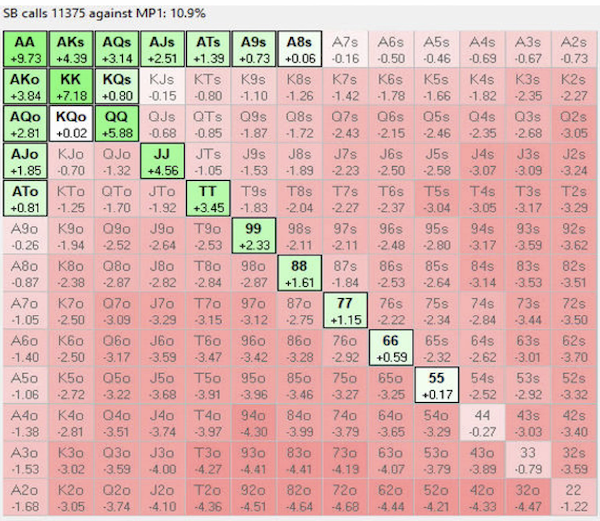 SB calls 11375 against MP1: 10.9%
AA AKs AQs AJs ATs A9s A8s A7s A6s A5s A4s A3s A2s
+9.73 +4.39 +3.14 +2.51 +1.39 +0.73 +0.06 -0.16 -0.50 -0.46 -0.69 -0.67 -0.73
AKo KK KQs KJs KTs K9s K8s K7s K6s K5s K4s K3s K2s
+3.84 +7.18 +0.80 -0.15 -0.80 -1.10 -1.26 -1.42 -1.78 -1.66 -1.82 -2.35 -2.27
AQo KQo QQ QJs QTs Q9s Q8s Q7s Q6s Q5s Q4s Q3s Q2s
+2.81 +0.02 +5.88 -0.68 -0.85 -1.87 -1.72 -2.43 -2.15 -2.46 -2.35 -2.68 -3.05
AJo KJo QJo JJ JTs J9s J8s J7s J6s J5s J4s J3s J2s
+1.85 -0.70 -1.32 +4.56 -1.05 -1.53 -1.89 -2.23 -2.50 -2.58 -3.07 -3.09 -3.24
ATo KTo QTo JTo TT T9s T8s T7s T6s T5s T4s T3s T2s
+0.81 -1.25 -1.70 -1.92 +3.45 -1.83 -2.04 -2.27 -2.37 -3.04 -3.05 -3.17 -3.29
A9o K9o Q9o J9o T9o 99 98s 97s 96s 95s 94s 93s 92s
-0.26 -1.94 -2.52 -2.64 -2.53 +2.33 -2.11 -2.11 -2.48 -2.80 -3.17 -3.59 -3.62
A8o K8o Q8o J8o T8o 98o 88 87s 86s 85s 84s 83s 82s
-0.87 -2.38 -2.87 -2.82 -2.84 -2.87 +1.61 -1.84 -2.53 -2.64 -3.14 -3.53 -3.51
A7o K7o Q7o J7o T7o 97o 87o 77 76s 75s 74s 73s 72s
-1.05 -2.50 -3.09 -3.29 -3.15 -3.12 -2.75 +1.15 -2.22 -2.34 -2.84 -3.44 -3.50
A6o K6o Q6o J6o T6o 96o 86o 76o 66 65s 64s 63s 62s
-1.40 -2.50 -3.17 -3.59 -3.47 -3.42 -3.28 -2.92 +0.59 -2.32 -2.62 -3.01 -3.70
A5o K5o Q5o J5o T5o 95o 85o 75o 65o 55 54s 53s 52s
-1.06 -2.72 -3.22 -3.68 -3.91 -3.96 -3.46 -3.27 -3.25 +0.17 -2.52 -2.92 -3.32
A4o K4o Q4o J4o T4o 94o 84o 74o 64o 54o 44 43s 42s
-1.38 -2.81 -3.51 -3.74 -3.97 -4.30 -3.99 -3.79 -3.65 -3.29 -0.27 -3.03 -3.40
A3o K3o Q3o J3o T3o 93o 83o 73o 63o 53o 43o 33 32s
-1.53 -3.02 -3.59 -4.00 -4.27 -4.41 -4.41 -4.19 -4.07 -3.79 -3.89 -0.79 -3.59
A2o K2o Q2o J2o T2o 92o 82o 72o 62o 52o 42o 32o 22
-1.68 -3.05 -3.74 -4.10 -4.36 -4.51 -4.64 -4.68 -4.44 -4.21 -4.33 -4.47 -1.22